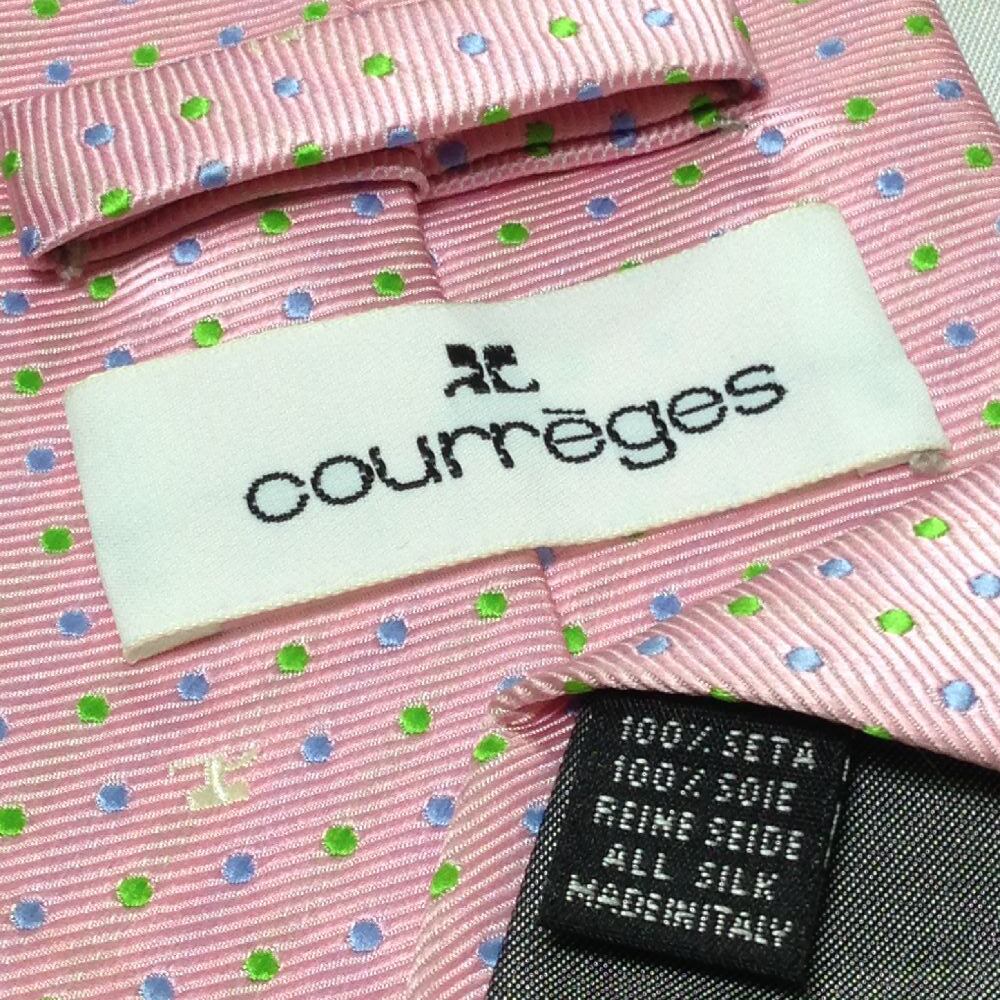 courrèges
100% SETA
100% SOIE
REINE SEIDE
ALL SILK
MADE IN ITALY